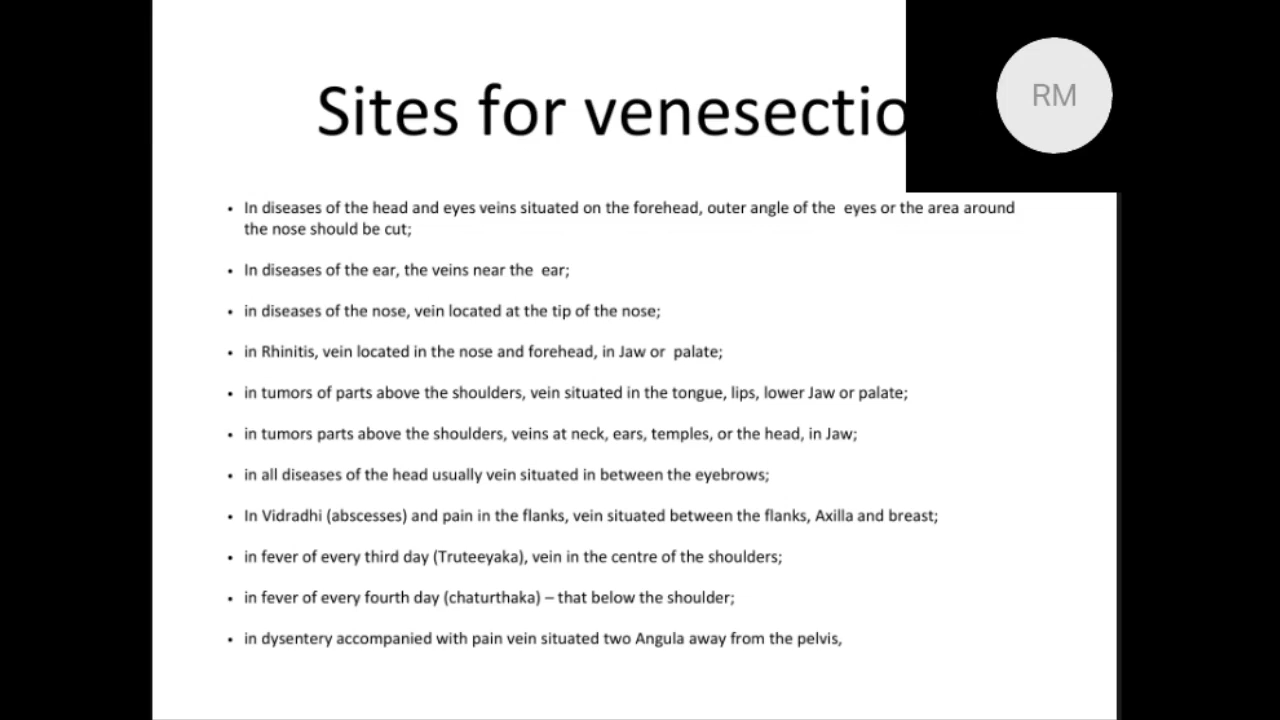 Sites for venesectio
RM
• In diseases of the head and eyes veins situated on the forehead, outer angle of the  eyes or the area around
the nose should be cut;
• In diseases of the ear, the veins near the  ear;
• in diseases of the nose, vein located at the tip of the nose;
• in Rhinitis, vein located in the nose and forehead, in Jaw or  palate;
• in tumors of parts above the shoulders, vein situated in the tongue, lips, lower Jaw or palate;
• in tumors parts above the shoulders, veins at neck, ears, temples, or the head, in Jaw;
• in all diseases of the head usually vein situated in between the eyebrows;
• In Vidradhi (abscesses) and pain in the flanks, vein situated between the flanks, Axilla and breast;
• in fever of every third day (Truteeyaka), vein in the centre of the shoulders;
• in fever of every fourth day (chaturthaka) – that below the shoulder;
• in dysentery accompanied with pain vein situated two Angula away from the pelvis,